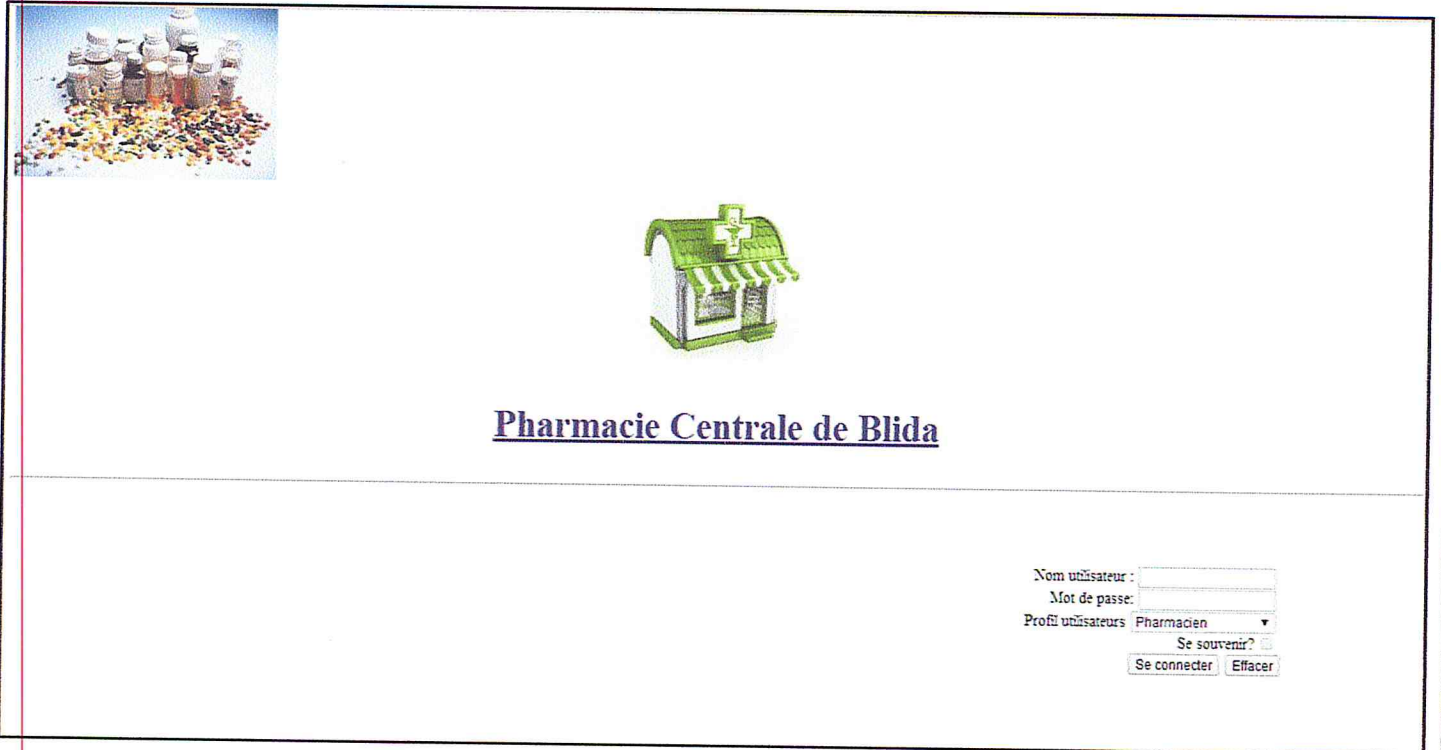 Pharmacie Centrale de Blida
Nom utilisateur :
Mot de passe:
Profil utilisateurs Pharmacien
Se souvenir?
Se connecter Effacer